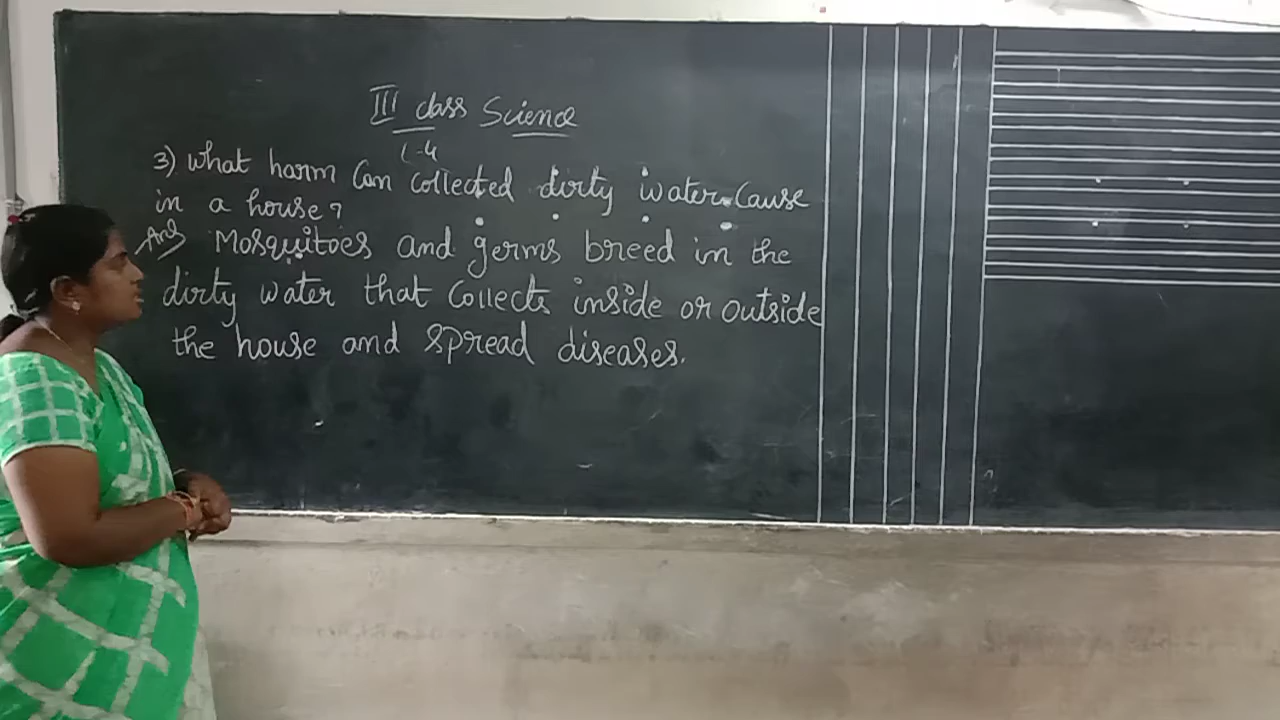 III class Science
L-4
3) What harm Can collected dirty water Cause
in a house?
Ans Mosquitoes and germs breed in the
dirty water that Collects inside or outside
the house and spread diseases.